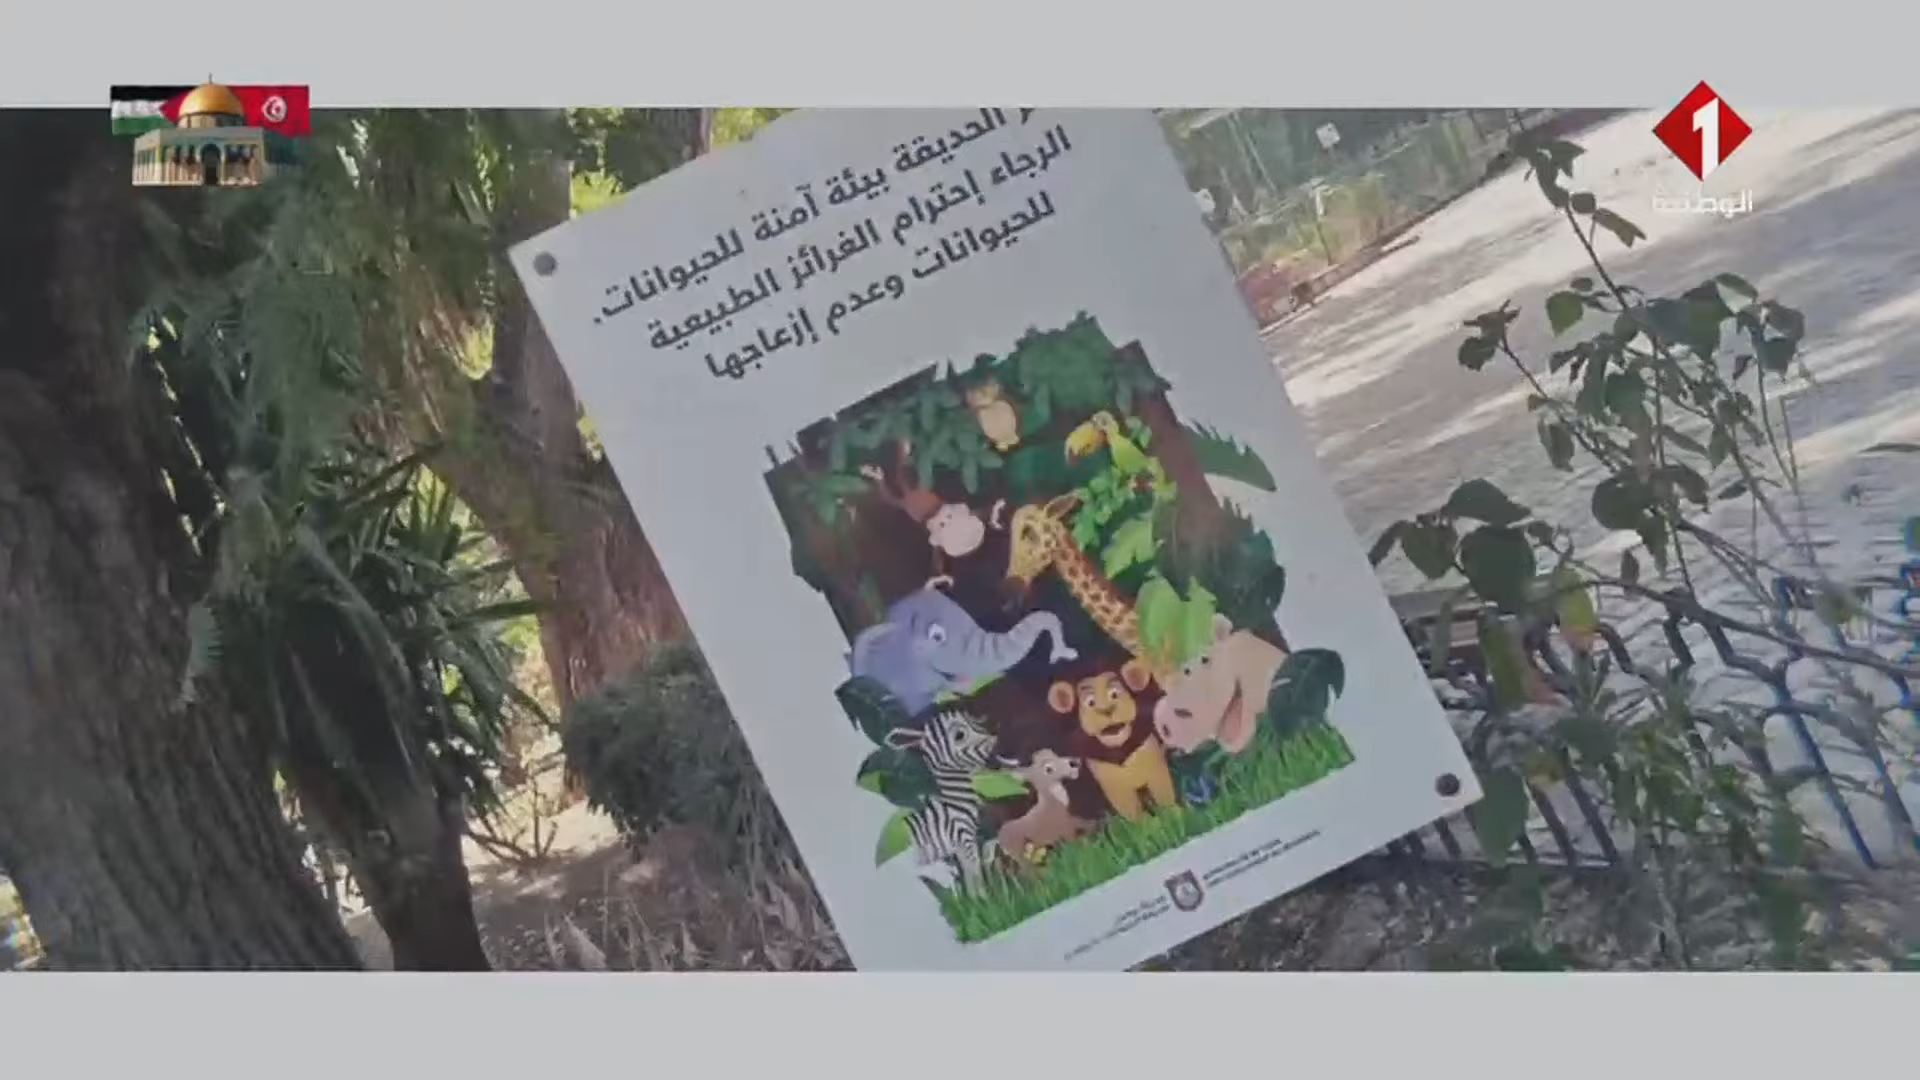 الحديقة بيئة آمنة للحيوانات.
الرجاء إحترام الغرائز الطبيعية
للحيوانات وعدم إزعاجها
1
الوطنية